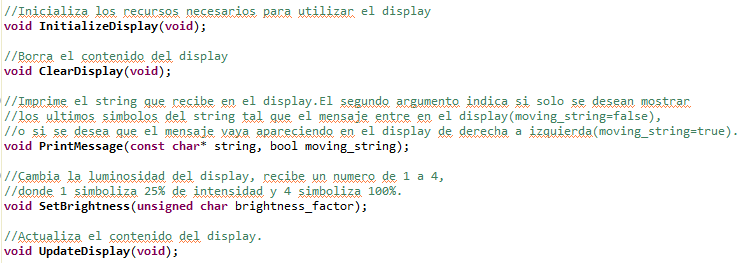 //Inicializa los recursos necesarios para utilizar el display
void InitializeDisplay(void);
//Borra el contenido del display
void ClearDisplay(void);
//Imprime el string que recibe en el display.El segundo argumento indica si solo se desean mostrar
//los ultimos simbolos del string tal que el mensaje entre en el display(moving_string=false),
//o si se desea que el mensaje vaya apareciendo en el display de derecha a izquierda(moving_string=true).
void PrintMessage(const char* string, bool moving_string);
//Cambia la luminosidad del display, recibe un numero de 1 a 4,
//donde 1 simboliza 25% de intensidad y 4 simboliza 100%.
void SetBrightness(unsigned char brightness_factor);
//Actualiza el contenido del display.
void UpdateDisplay(void);